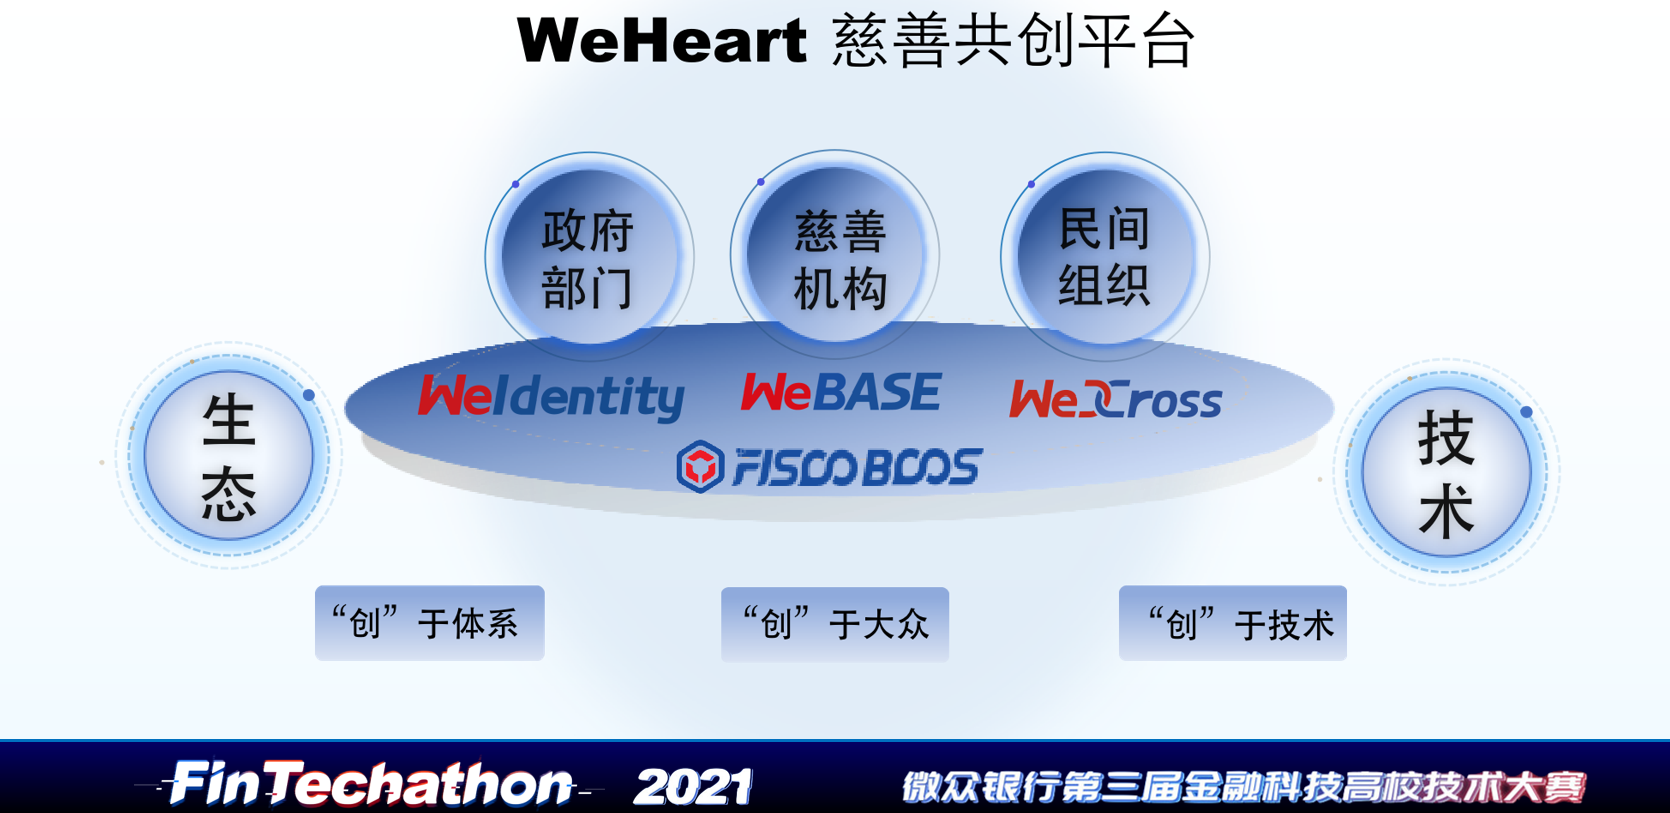 WeHeart 慈善共创平台
政府
部门
慈善
机构
民间
组织
WeIdentity
WeBASE
WeCross
FISCO BCOS
生
态
技
术
“创”于体系
“创”于大众
“创”于技术
FinTechathon 2021
微众银行第三届金融科技高校技术大赛